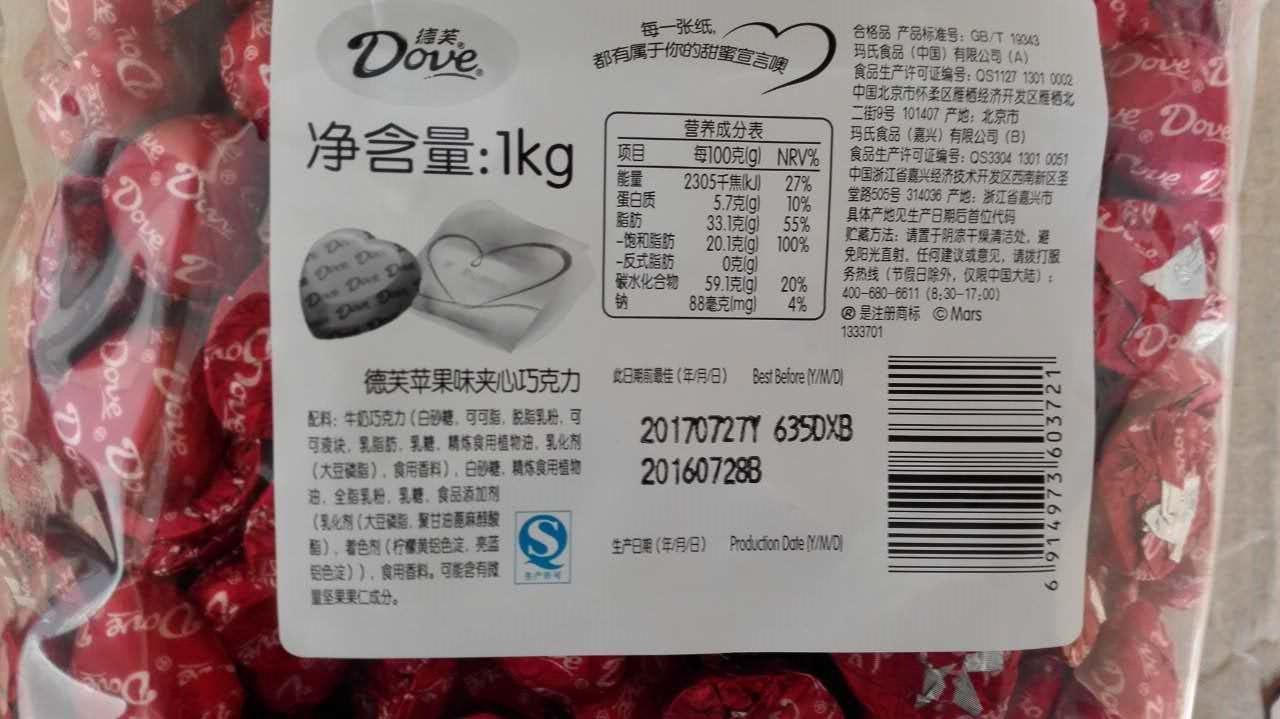 德芙
Dove
每一张纸,
都有属于你的甜蜜宣言噢
净含量:1kg
营养成分表
项目 每100克(g) NRV%
能量 2305千焦(kJ) 27%
蛋白质 5.7克(g) 10%
脂肪 33.1克(g) 55%
-饱和脂肪 20.1克(g) 100%
-反式脂肪 0克(g)
碳水化合物 59.1克(g) 20%
钠 88毫克(mg) 4%
合格品 产品标准号: GB/T 19343
玛氏食品（中国）有限公司（A）
食品生产许可证编号: QS1127 1301 0002
中国北京市怀柔区雁栖经济开发区雁栖北
二街9号 101407 产地: 北京市
玛氏食品（嘉兴）有限公司（B）
食品生产许可证编号: QS3304 1301 0051
中国浙江省嘉兴经济技术开发区西南新区圣
堂路505号 314036 产地: 浙江省嘉兴市
具体产地见生产日期后首位代码
贮藏方法: 请置于阴凉干燥清洁处，避
免阳光直射。任何建议或意见，请拨打服
务热线（节假日除外，仅限中国大陆）:
400-680-6611 (8:30-17:00)
® 是注册商标 © Mars
1333701
德芙苹果味夹心巧克力
配料: 牛奶巧克力（白砂糖，可可脂，脱脂乳粉，可
可液块，乳脂肪，乳糖，精炼食用植物油，乳化剂
（大豆磷脂），食用香料），白砂糖，精炼食用植物
油，全脂乳粉，乳糖，食品添加剂
（乳化剂（大豆磷脂，聚甘油蓖麻醇酸
酯），着色剂（柠檬黄铝色淀，亮蓝
铝色淀）），食用香料。可能含有微
量坚果果仁成分。
生产许可
此日期前最佳（年/月/日） Best Before (Y/M/D)
20170727Y 635DXB
20160728B
生产日期（年/月/日） Production Date (Y/M/D)
6 914973 603721
Dove
Dove
Dove
Dove
Dove
Dove